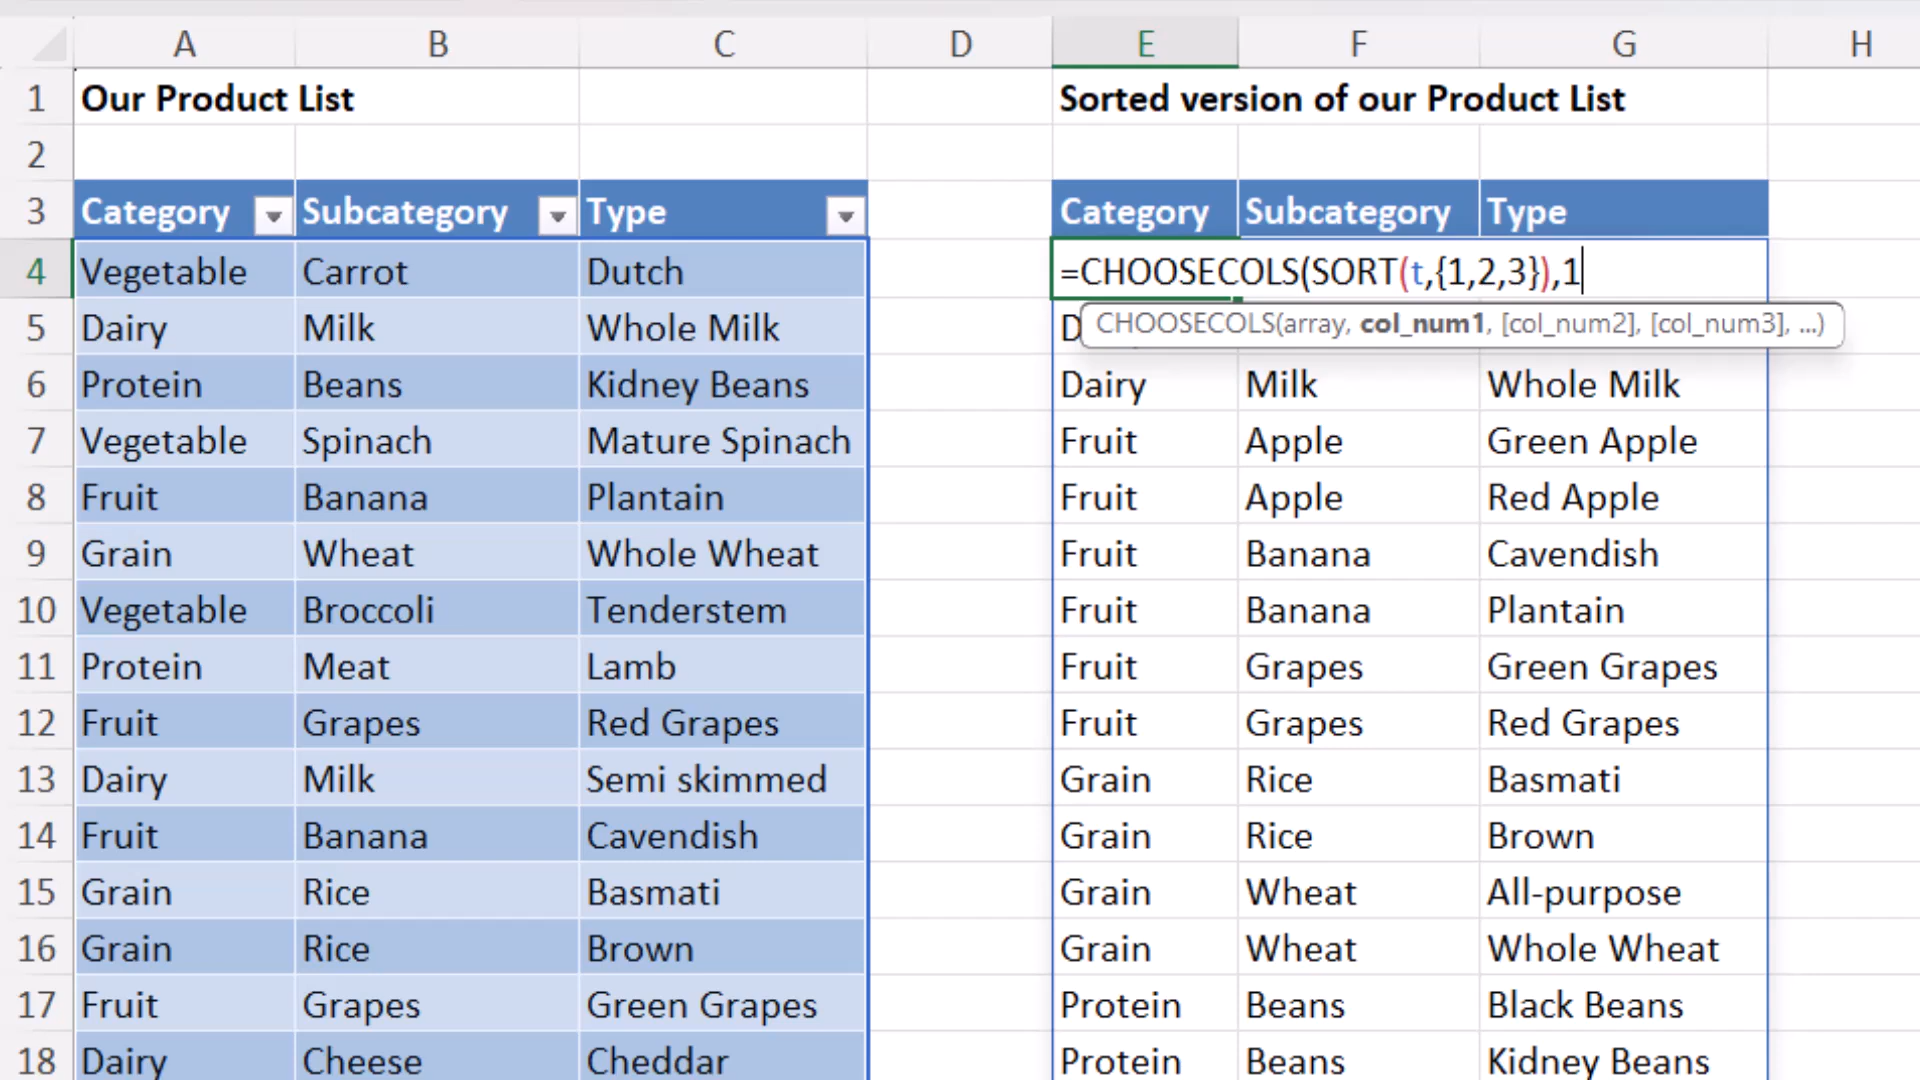 A B C D E F G H
1 Our Product List Sorted version of our Product List
2
3 Category Subcategory Type Category Subcategory Type
4 Vegetable Carrot Dutch =CHOOSECOLS(SORT(t,{1,2,3}),1
CHOOSECOLS(array, col_num1, [col_num2], [col_num3], ...)
5 Dairy Milk Whole Milk D
6 Protein Beans Kidney Beans Dairy Milk Whole Milk
7 Vegetable Spinach Mature Spinach Fruit Apple Green Apple
8 Fruit Banana Plantain Fruit Apple Red Apple
9 Grain Wheat Whole Wheat Fruit Banana Cavendish
10 Vegetable Broccoli Tenderstem Fruit Banana Plantain
11 Protein Meat Lamb Fruit Grapes Green Grapes
12 Fruit Grapes Red Grapes Fruit Grapes Red Grapes
13 Dairy Milk Semi skimmed Grain Rice Basmati
14 Fruit Banana Cavendish Grain Rice Brown
15 Grain Rice Basmati Grain Wheat All-purpose
16 Grain Rice Brown Grain Wheat Whole Wheat
17 Fruit Grapes Green Grapes Protein Beans Black Beans
18 Dairy Cheese Cheddar Protein Beans Kidney Beans